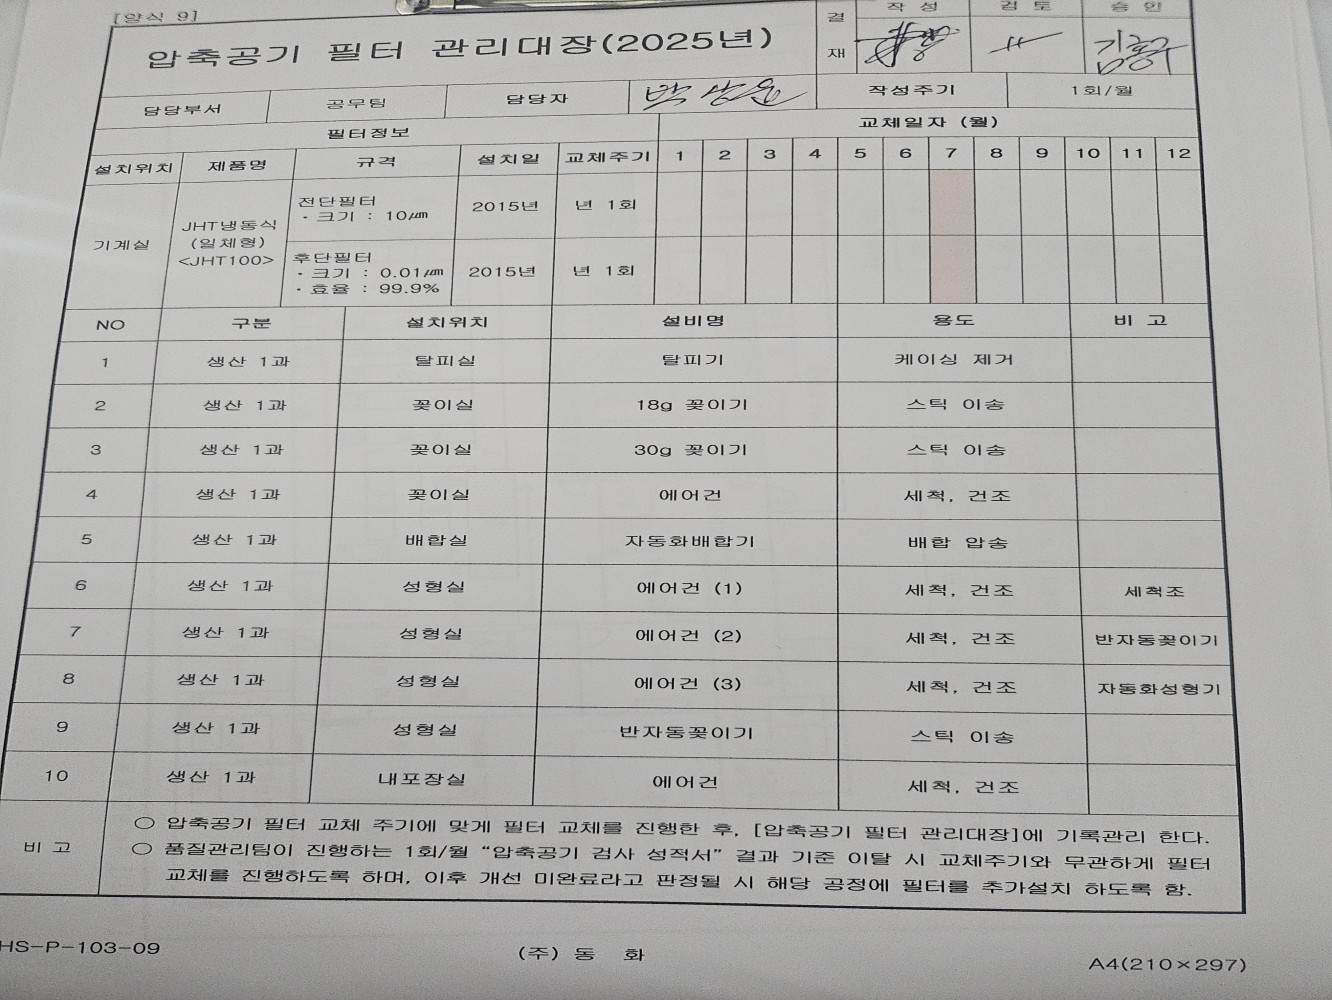 [양식 9]
압축공기 필터 관리대장(2025년)
결재 작성 검토 승인
김흥구
담당부서 공무팀 담당자 박상윤 작성주기 1회/월
필터정보 교체일자 (월)
설치위치 제품명 규격 설치일 교체주기 1 2 3 4 5 6 7 8 9 10 11 12
기계실 JHT냉동식 (일체형) <JHT100>
전단필터 ・크기 : 10㎛ 2015년 년 1회
후단필터 ・크기 : 0.01㎛ ・효율 : 99.9% 2015년 년 1회
NO 구분 설치위치 설비명 용도 비 고
1 생산 1과 탈피실 탈피기 케이싱 제거
2 생산 1과 꽂이실 18g 꽂이기 스틱 이송
3 생산 1과 꽂이실 30g 꽂이기 스틱 이송
4 생산 1과 꽂이실 에어건 세척, 건조
5 생산 1과 배합실 자동화배합기 배합 압송
6 생산 1과 성형실 에어건 (1) 세척, 건조 세척조
7 생산 1과 성형실 에어건 (2) 세척, 건조 반자동꽂이기
8 생산 1과 성형실 에어건 (3) 세척, 건조 자동화성형기
9 생산 1과 성형실 반자동꽂이기 스틱 이송
10 생산 1과 내포장실 에어건 세척, 건조
비 고
○ 압축공기 필터 교체 주기에 맞게 필터 교체를 진행한 후, [압축공기 필터 관리대장]에 기록관리 한다.
○ 품질관리팀이 진행하는 1회/월 “압축공기 검사 성적서” 결과 기준 이탈 시 교체주기와 무관하게 필터
교체를 진행하도록 하며, 이후 개선 미완료라고 판정될 시 해당 공정에 필터를 추가설치 하도록 함.
HS-P-103-09 (주) 동 화 A4(210×297)